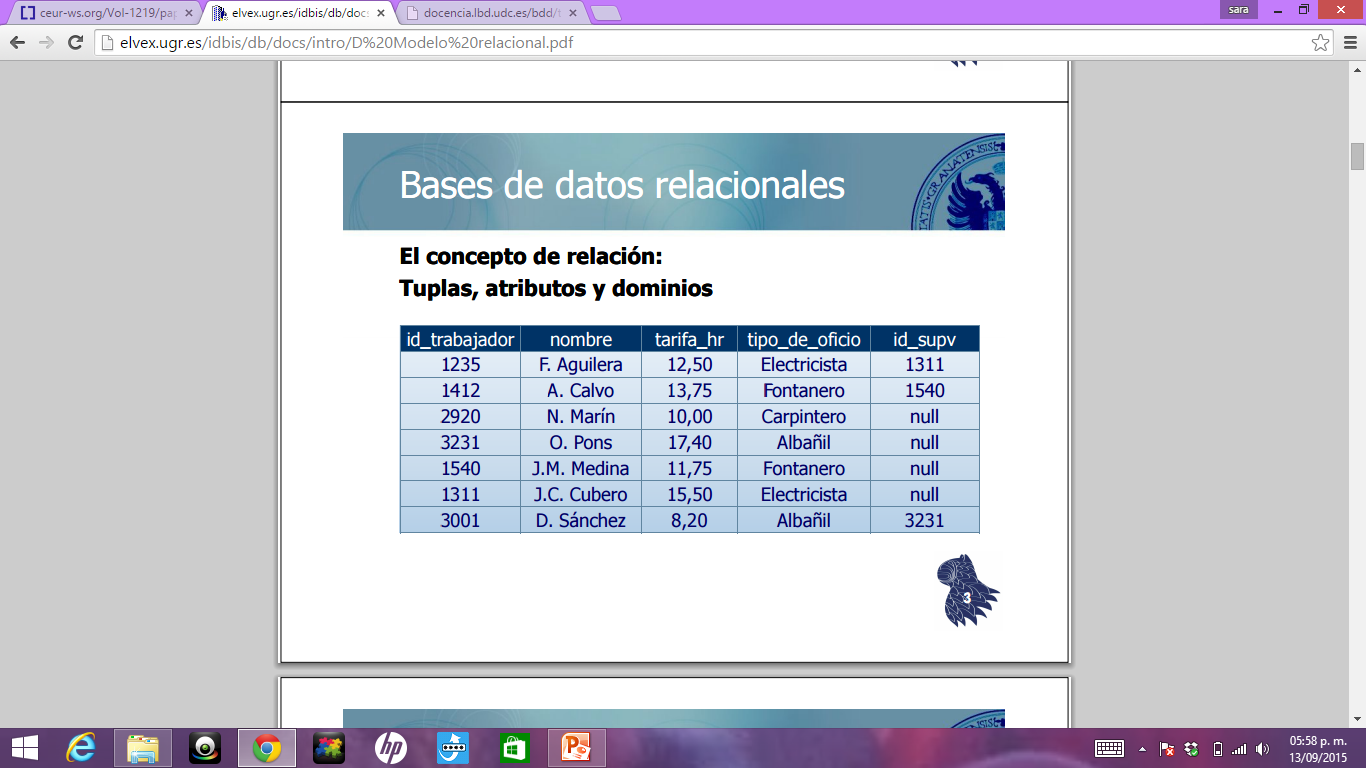 ceur-ws.org/Vol-1219/pap
elvex.ugr.es/idbis/db/docs
docencia.lbd.udc.es/bdd/t
sara
elvex.ugr.es/idbis/db/docs/intro/D%20Modelo%20relacional.pdf
Bases de datos relacionales
TATIS·GRANATENSIS
El concepto de relación:
Tuplas, atributos y dominios
id_trabajador nombre tarifa_hr tipo_de_oficio id_supv
1235 F. Aguilera 12,50 Electricista 1311
1412 A. Calvo 13,75 Fontanero 1540
2920 N. Marín 10,00 Carpintero null
3231 O. Pons 17,40 Albañil null
1540 J.M. Medina 11,75 Fontanero null
1311 J.C. Cubero 15,50 Electricista null
3001 D. Sánchez 8,20 Albañil 3231
3
hp
05:58 p. m.
13/09/2015